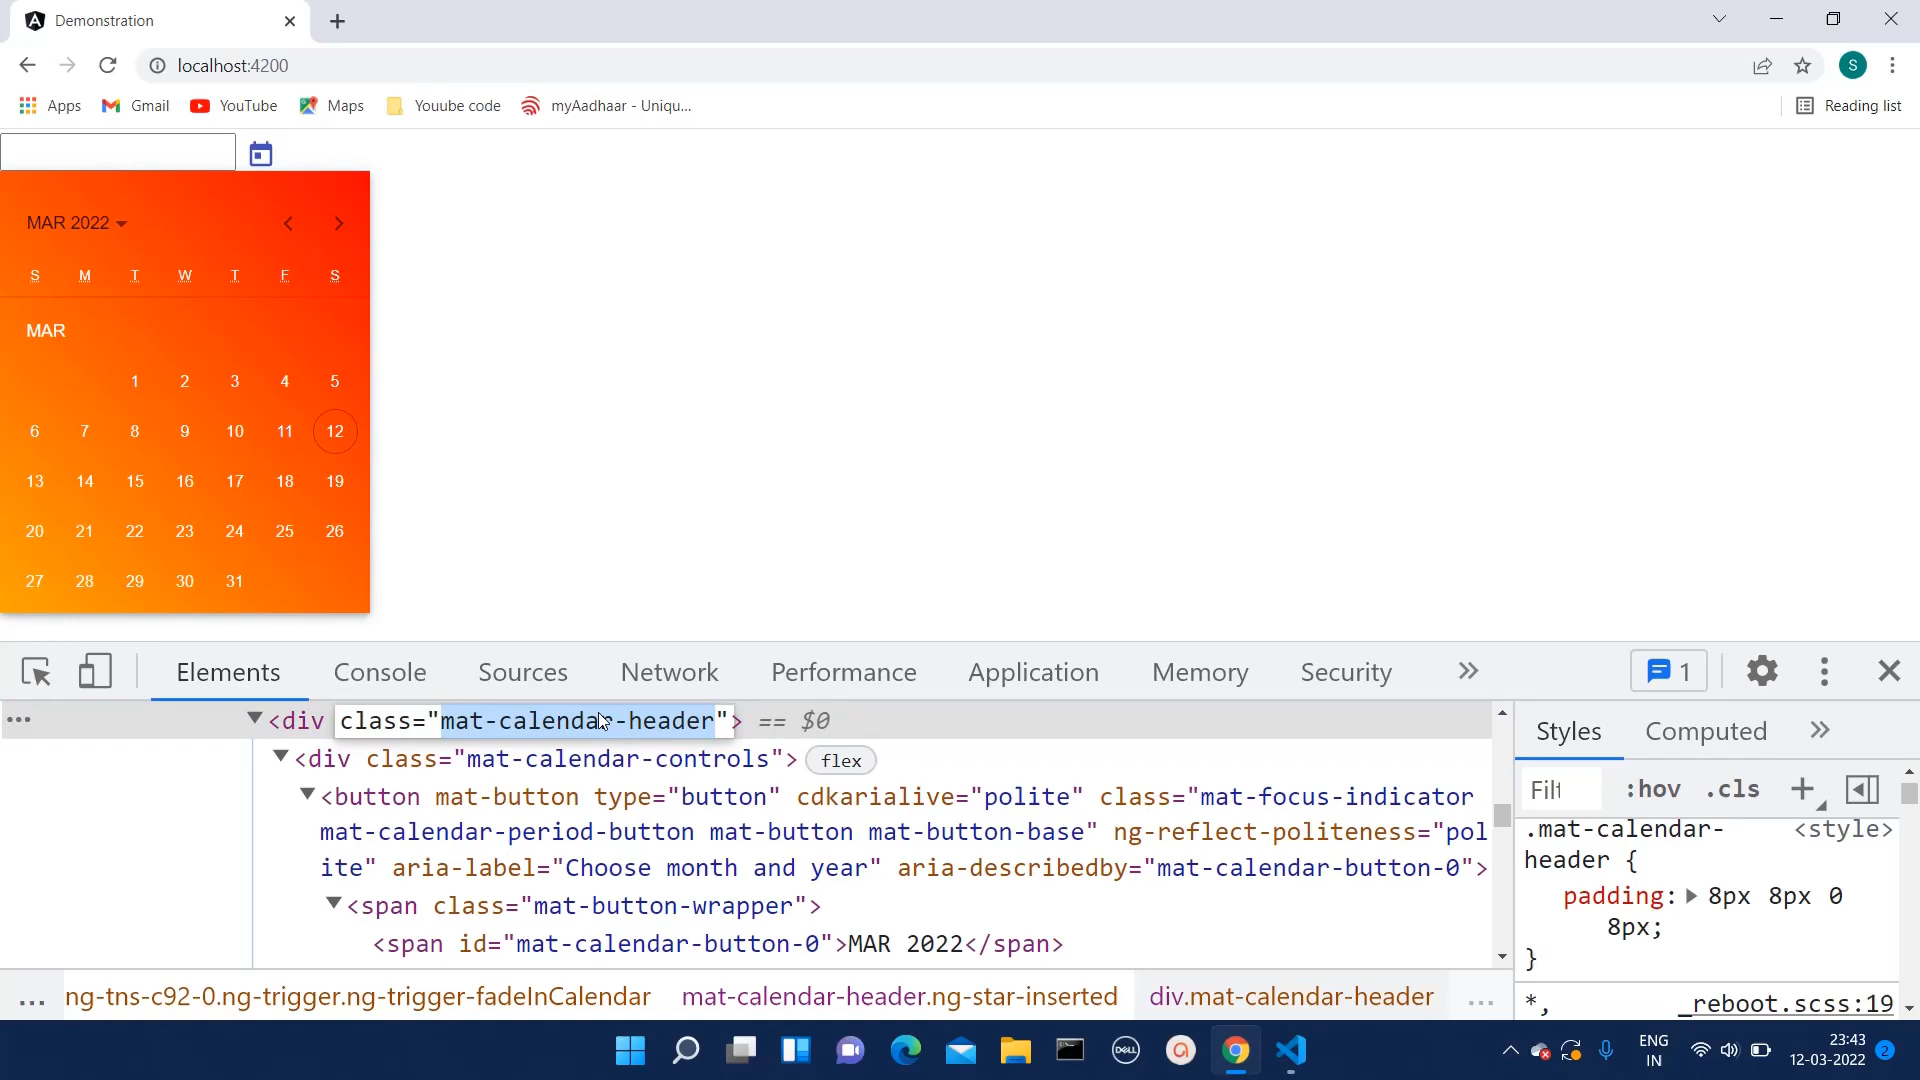 Demonstration
localhost:4200
S
Apps
Gmail
YouTube
Maps
Youube code
myAadhaar - Uniqu...
Reading list
MAR 2022
S M T W T F S
MAR
1 2 3 4 5
6 7 8 9 10 11 12
13 14 15 16 17 18 19
20 21 22 23 24 25 26
27 28 29 30 31
Elements Console Sources Network Performance Application Memory Security » 1
••• <div class="mat-calendar-header"> == $0
<div class="mat-calendar-controls"> flex
<button mat-button type="button" cdkarialive="polite" class="mat-focus-indicator
mat-calendar-period-button mat-button mat-button-base" ng-reflect-politeness="pol
ite" aria-label="Choose month and year" aria-describedby="mat-calendar-button-0">
<span class="mat-button-wrapper">
<span id="mat-calendar-button-0">MAR 2022</span>
... ng-tns-c92-0.ng-trigger.ng-trigger-fadeInCalendar mat-calendar-header.ng-star-inserted div.mat-calendar-header ...
Styles Computed »
Filt :hov .cls +
.mat-calendar- <style>
header {
padding: 8px 8px 0
8px;
}
*, _reboot.scss:19
DELL
ENG
IN
23:43
12-03-2022
2